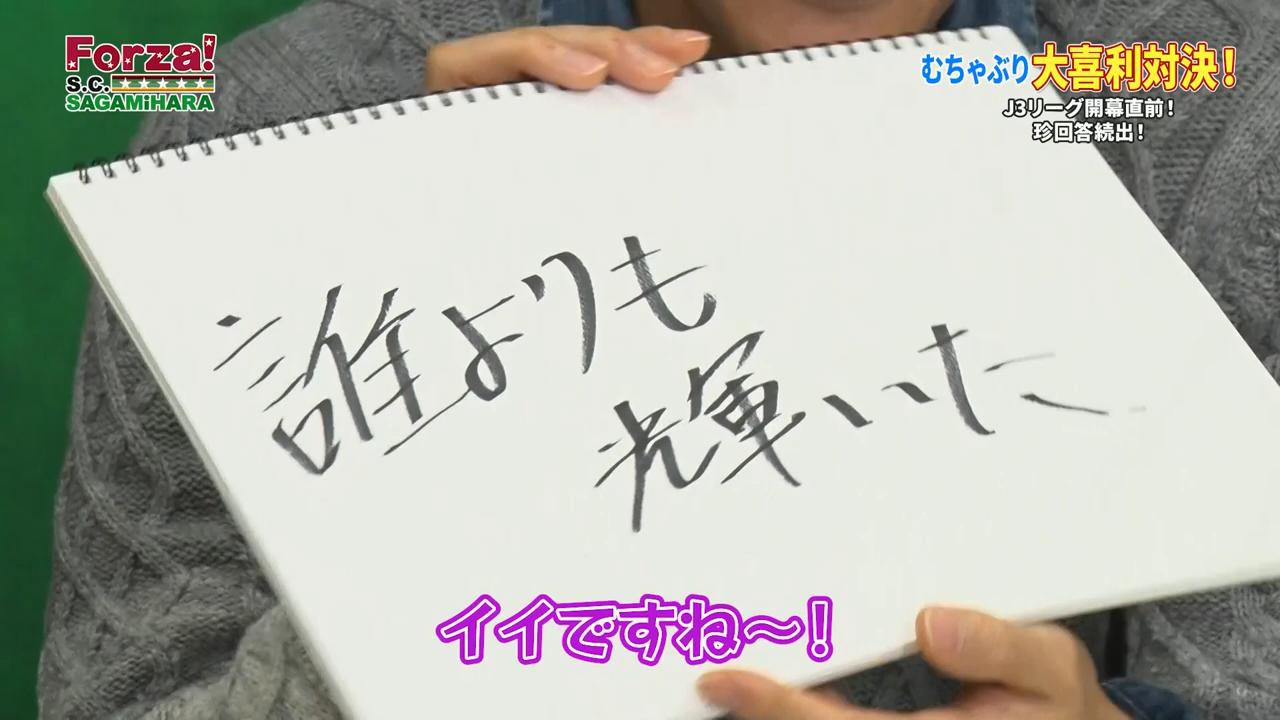 Forza!
S.C.
SAGAMiHARA
むちゃぶり大喜利対決!
J3リーグ開幕直前!
珍回答続出!
誰よりも
輝いた
イイですね~!